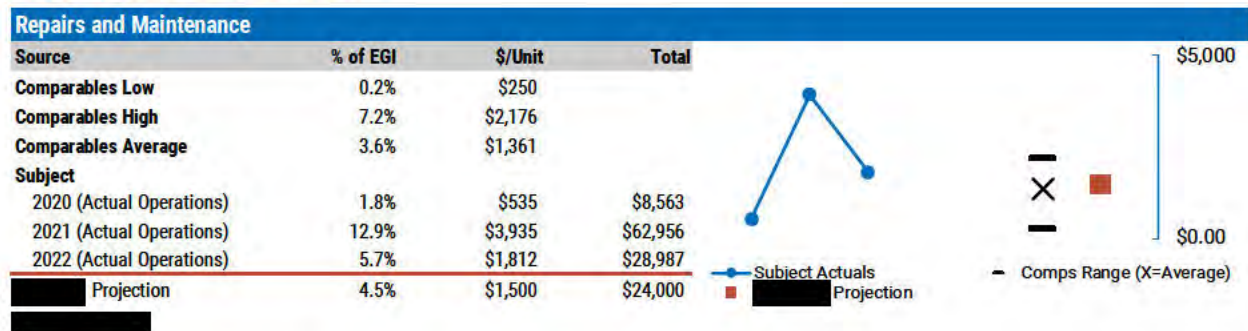 Repairs and Maintenance
Source % of EGI $/Unit Total
Comparables Low 0.2% $250
Comparables High 7.2% $2,176
Comparables Average 3.6% $1,361
Subject
2020 (Actual Operations) 1.8% $535 $8,563
2021 (Actual Operations) 12.9% $3,935 $62,956
2022 (Actual Operations) 5.7% $1,812 $28,987
Projection 4.5% $1,500 $24,000
$5,000
$0.00
Subject Actuals
Projection
Comps Range (X=Average)